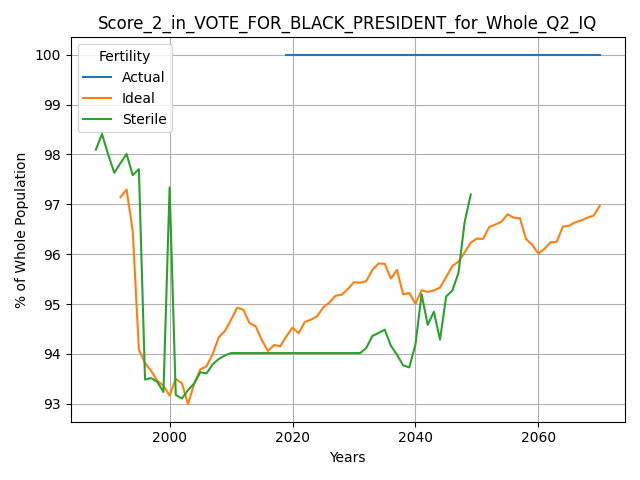 Score_2_in_VOTE_FOR_BLACK_PRESIDENT_for_Whole_Q2_IQ
Fertility
Actual
Ideal
Sterile
100
99
98
97
96
95
94
93
% of Whole Population
2000 2020 2040 2060
Years